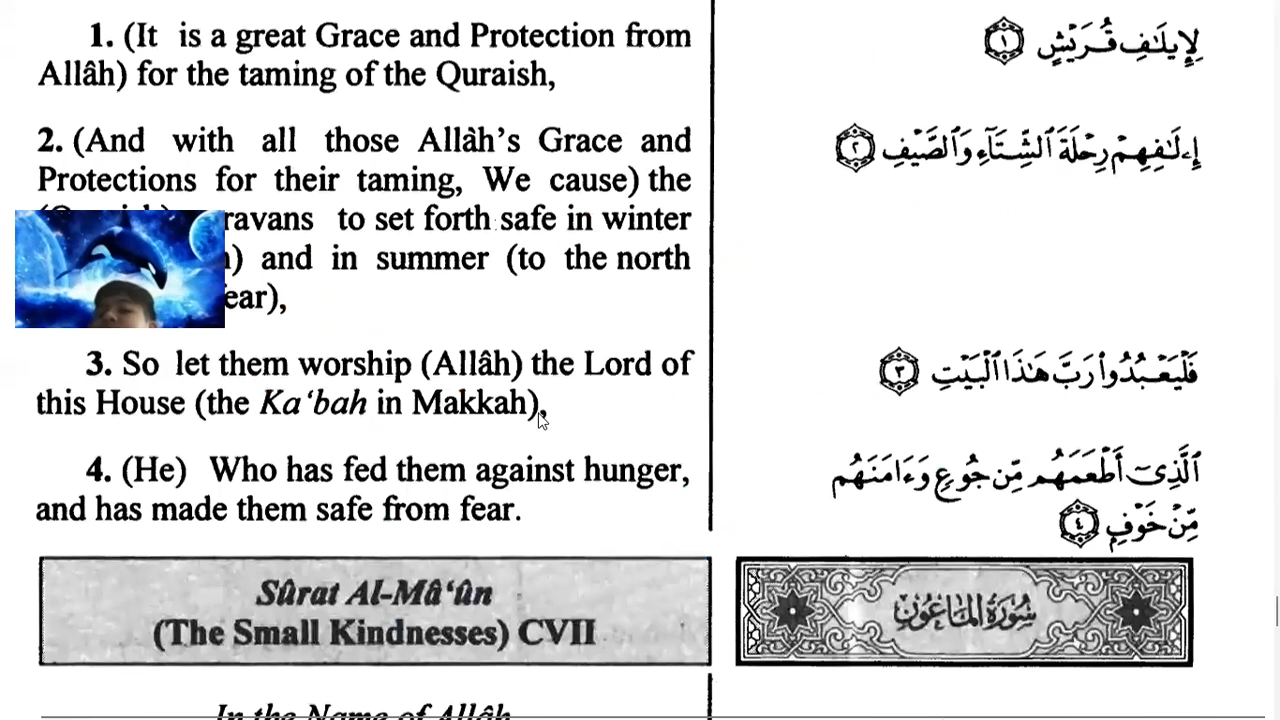 1. (It is a great Grace and Protection from
Allâh) for the taming of the Quraish,
2. (And with all those Allâh's Grace and
Protections for their taming, We cause) the
to set forth safe in winter
and in summer (to the north
3. So let them worship (Allâh) the Lord of
this House (the Ka‘bah in Makkah),
4. (He) Who has fed them against hunger,
and has made them safe from fear.
Sûrat Al-Mâ‘ûn
(The Small Kindnesses) CVII
In the Name of Allâh
لِإِيلَٰفِ قُرَيْشٍ ١
إِۦلَٰفِهِمْ رِحْلَةَ ٱلشِّتَآءِ وَٱلصَّيْفِ ٢
فَلْيَعْبُدُوا۟ رَبَّ هَٰذَا ٱلْبَيْتِ ٣
ٱلَّذِىٓ أَطْعَمَهُم مِّن جُوعٍ وَءَامَنَهُم
مِّنْ خَوْفٍۭ ٤
سُورَةُ المَاعُونِ